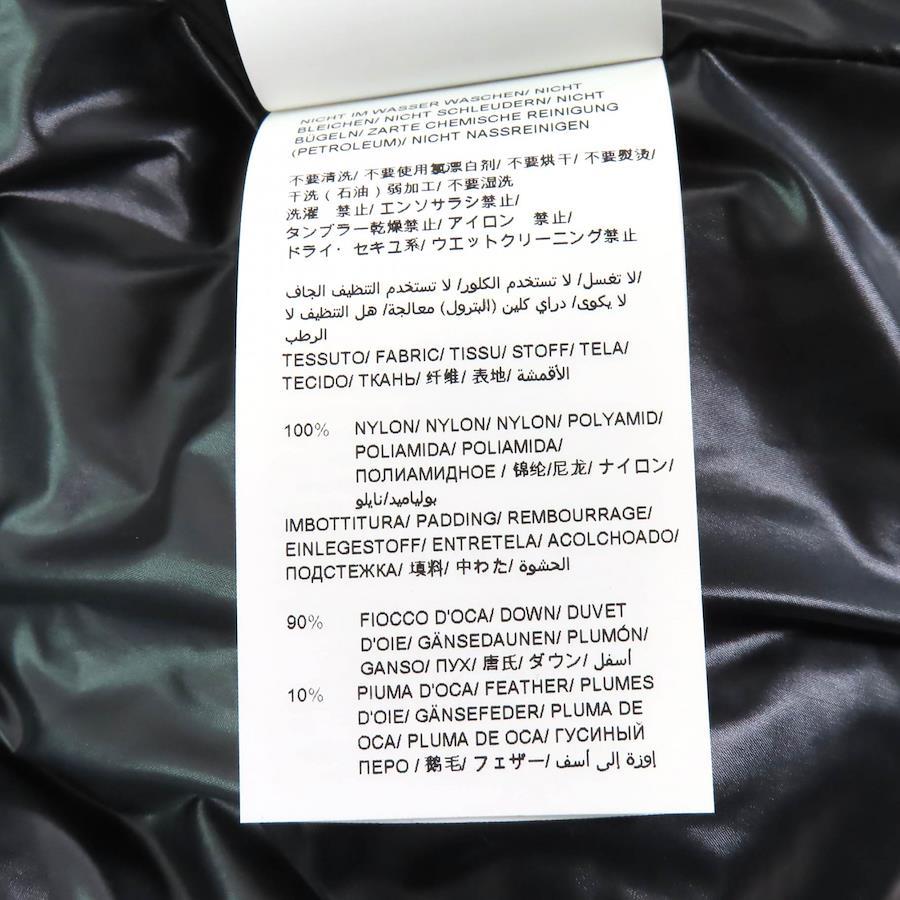 NICHT IM WASSER WASCHEN/ NICHT
BLEICHEN/ NICHT SCHLEUDERN/ NICHT
BÜGELN/ ZARTE CHEMISCHE REINIGUNG
(PETROLEUM)/ NICHT NASSREINIGEN
不要清洗/ 不要使用氯漂白剂/ 不要烘干/ 不要熨烫/
干洗 ( 石油 ) 弱加工/ 不要湿洗
洗濯 禁止/ エンソサラシ禁止/
タンブラー乾燥禁止/ アイロン 禁止/
ドライ・セキユ系/ ウエットクリーニング禁止
لا تغسل/ لا تستخدم الكلور/ لا تستخدم التنظيف الجاف/
لا يكوى/ دراي كلين (البترول) معالجة/ هل التنظيف لا
الرطب
TESSUTO/ FABRIC/ TISSU/ STOFF/ TELA/
TECIDO/ ТКАНЬ/ 纤维/ 表地/ الأقمشة
100% NYLON/ NYLON/ NYLON/ POLYAMID/
POLIAMIDA/ POLIAMIDA/
ПОЛИАМИДНОЕ / 锦纶/尼龙/ ナイロン/
بولياميد/نايلو
IMBOTTITURA/ PADDING/ REMBOURRAGE/
EINLEGESTOFF/ ENTRETELA/ ACOLCHOADO/
ПОДСТЕЖКА/ 填料/ 中わた/ الحشوة
90% FIOCCO D'OCA/ DOWN/ DUVET
D'OIE/ GÄNSEDAUNEN/ PLUMÓN/
GANSO/ ПУХ/ 唐氏/ ダウン/ أسفل
10% PIUMA D'OCA/ FEATHER/ PLUMES
D'OIE/ GÄNSEFEDER/ PLUMA DE
OCA/ PLUMA DE OCA/ ГУСИНЫЙ
ПЕРО / 鹅毛/ フェザー/ إوزة إلى أسف